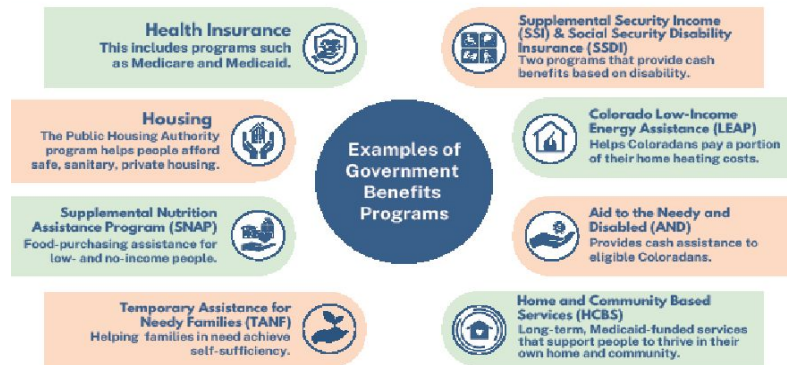 Health Insurance
This includes programs such
as Medicare and Medicaid.
Housing
The Public Housing Authority
program helps people afford
safe, sanitary, private housing.
Supplemental Nutrition
Assistance Program (SNAP)
Food-purchasing assistance for
low- and no-income people.
Temporary Assistance for
Needy Families (TANF)
Helping families in need achieve
self-sufficiency.
Examples of
Government
Benefits
Programs
Supplemental Security Income
(SSI) & Social Security Disability
Insurance (SSDI)
Two programs that provide cash
benefits based on disability.
Colorado Low-Income
Energy Assistance (LEAP)
Helps Coloradans pay a portion
of their home heating costs.
Aid to the Needy and
Disabled (AND)
Provides cash assistance to
eligible Coloradans.
Home and Community Based
Services (HCBS)
Long-term, Medicaid-funded services
that support people to thrive in their
own home and community.